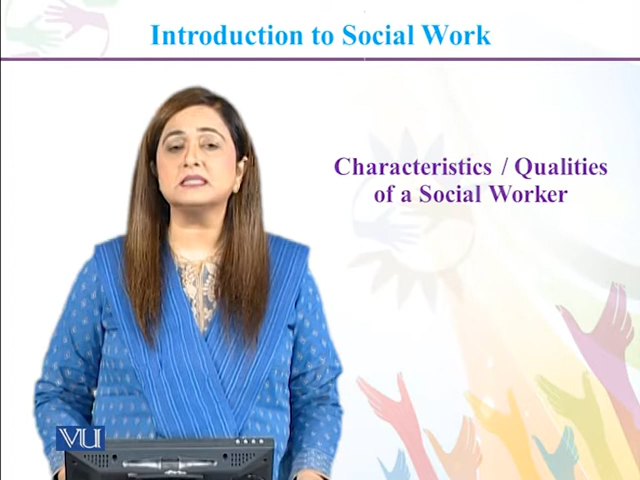 Introduction to Social Work
Characteristics / Qualities
of a Social Worker
VU